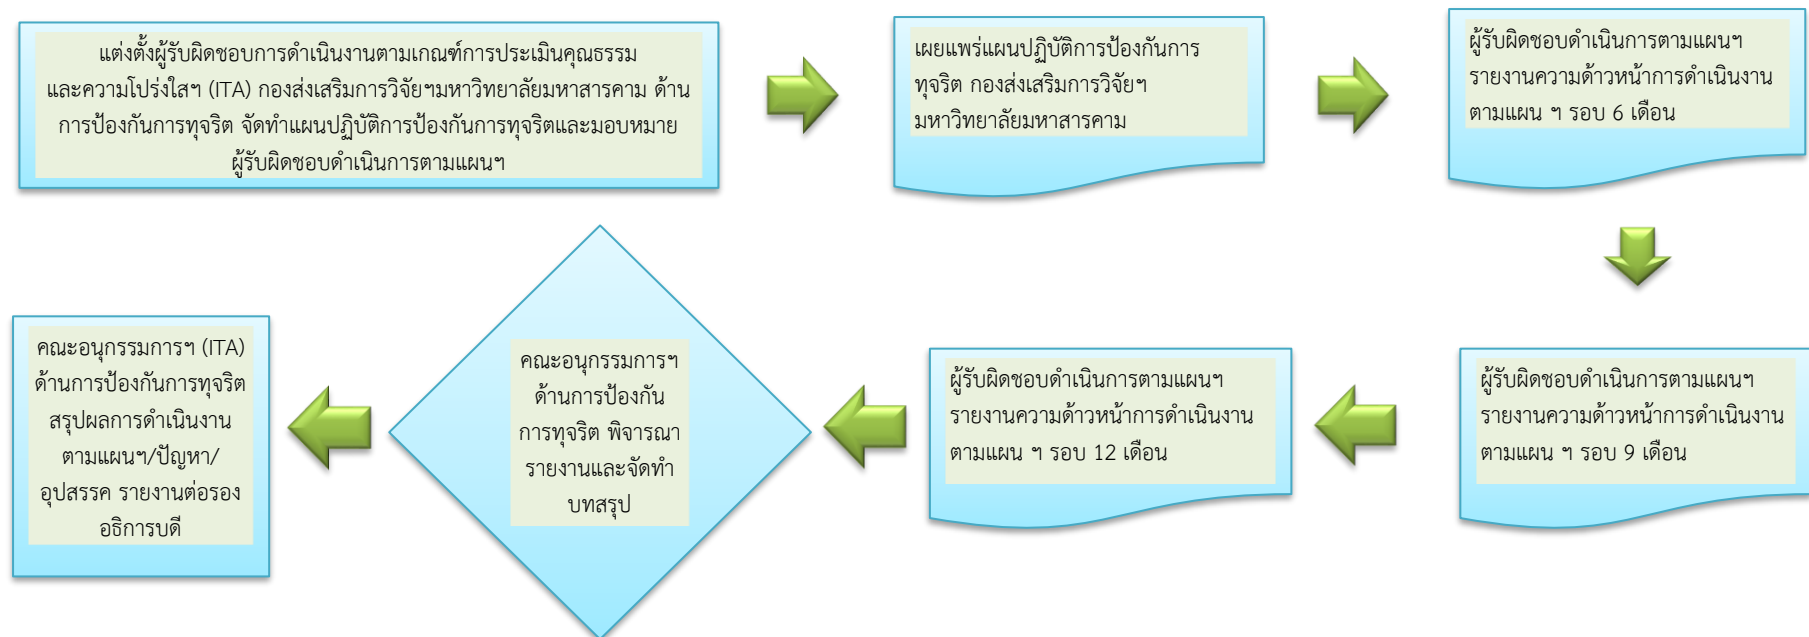 แต่งตั้งผู้รับผิดชอบการดำเนินงานตามเกณฑ์การประเมินคุณธรรม
และความโปร่งใสฯ (ITA) กองส่งเสริมการวิจัยฯมหาวิทยาลัยมหาสารคาม ด้าน
การป้องกันการทุจริต จัดทำแผนปฏิบัติการป้องกันการทุจริตและมอบหมาย
ผู้รับผิดชอบดำเนินการตามแผนฯ
เผยแพร่แผนปฏิบัติการป้องกันการ
ทุจริต กองส่งเสริมการวิจัยฯ
มหาวิทยาลัยมหาสารคาม
ผู้รับผิดชอบดำเนินการตามแผนฯ
รายงานความด้าวหน้าการดำเนินงาน
ตามแผน ฯ รอบ 6 เดือน
ผู้รับผิดชอบดำเนินการตามแผนฯ
รายงานความด้าวหน้าการดำเนินงาน
ตามแผน ฯ รอบ 9 เดือน
ผู้รับผิดชอบดำเนินการตามแผนฯ
รายงานความด้าวหน้าการดำเนินงาน
ตามแผน ฯ รอบ 12 เดือน
คณะอนุกรรมการฯ
ด้านการป้องกัน
การทุจริต พิจารณา
รายงานและจัดทำ
บทสรุป
คณะอนุกรรมการฯ (ITA)
ด้านการป้องกันการทุจริต
สรุปผลการดำเนินงาน
ตามแผนฯ/ปัญหา/
อุปสรรค รายงานต่อรอง
อธิการบดี